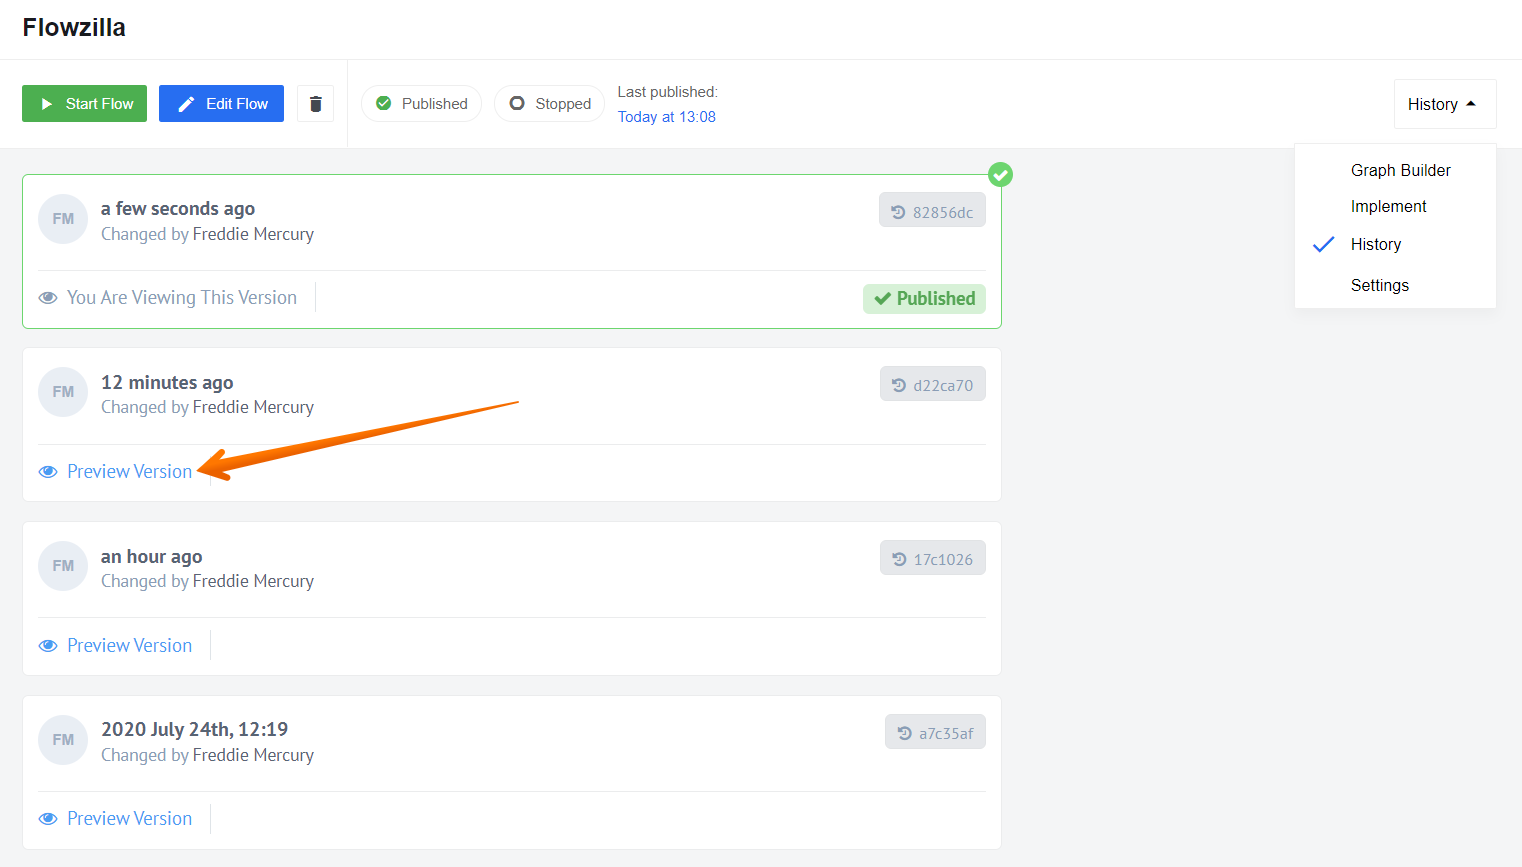 Flowzilla
Start Flow
Edit Flow
Published
Stopped
Last published:
Today at 13:08
History
Graph Builder
Implement
History
Settings
FM
a few seconds ago
Changed by Freddie Mercury
82856dc
You Are Viewing This Version
Published
FM
12 minutes ago
Changed by Freddie Mercury
d22ca70
Preview Version
FM
an hour ago
Changed by Freddie Mercury
17c1026
Preview Version
FM
2020 July 24th, 12:19
Changed by Freddie Mercury
a7c35af
Preview Version